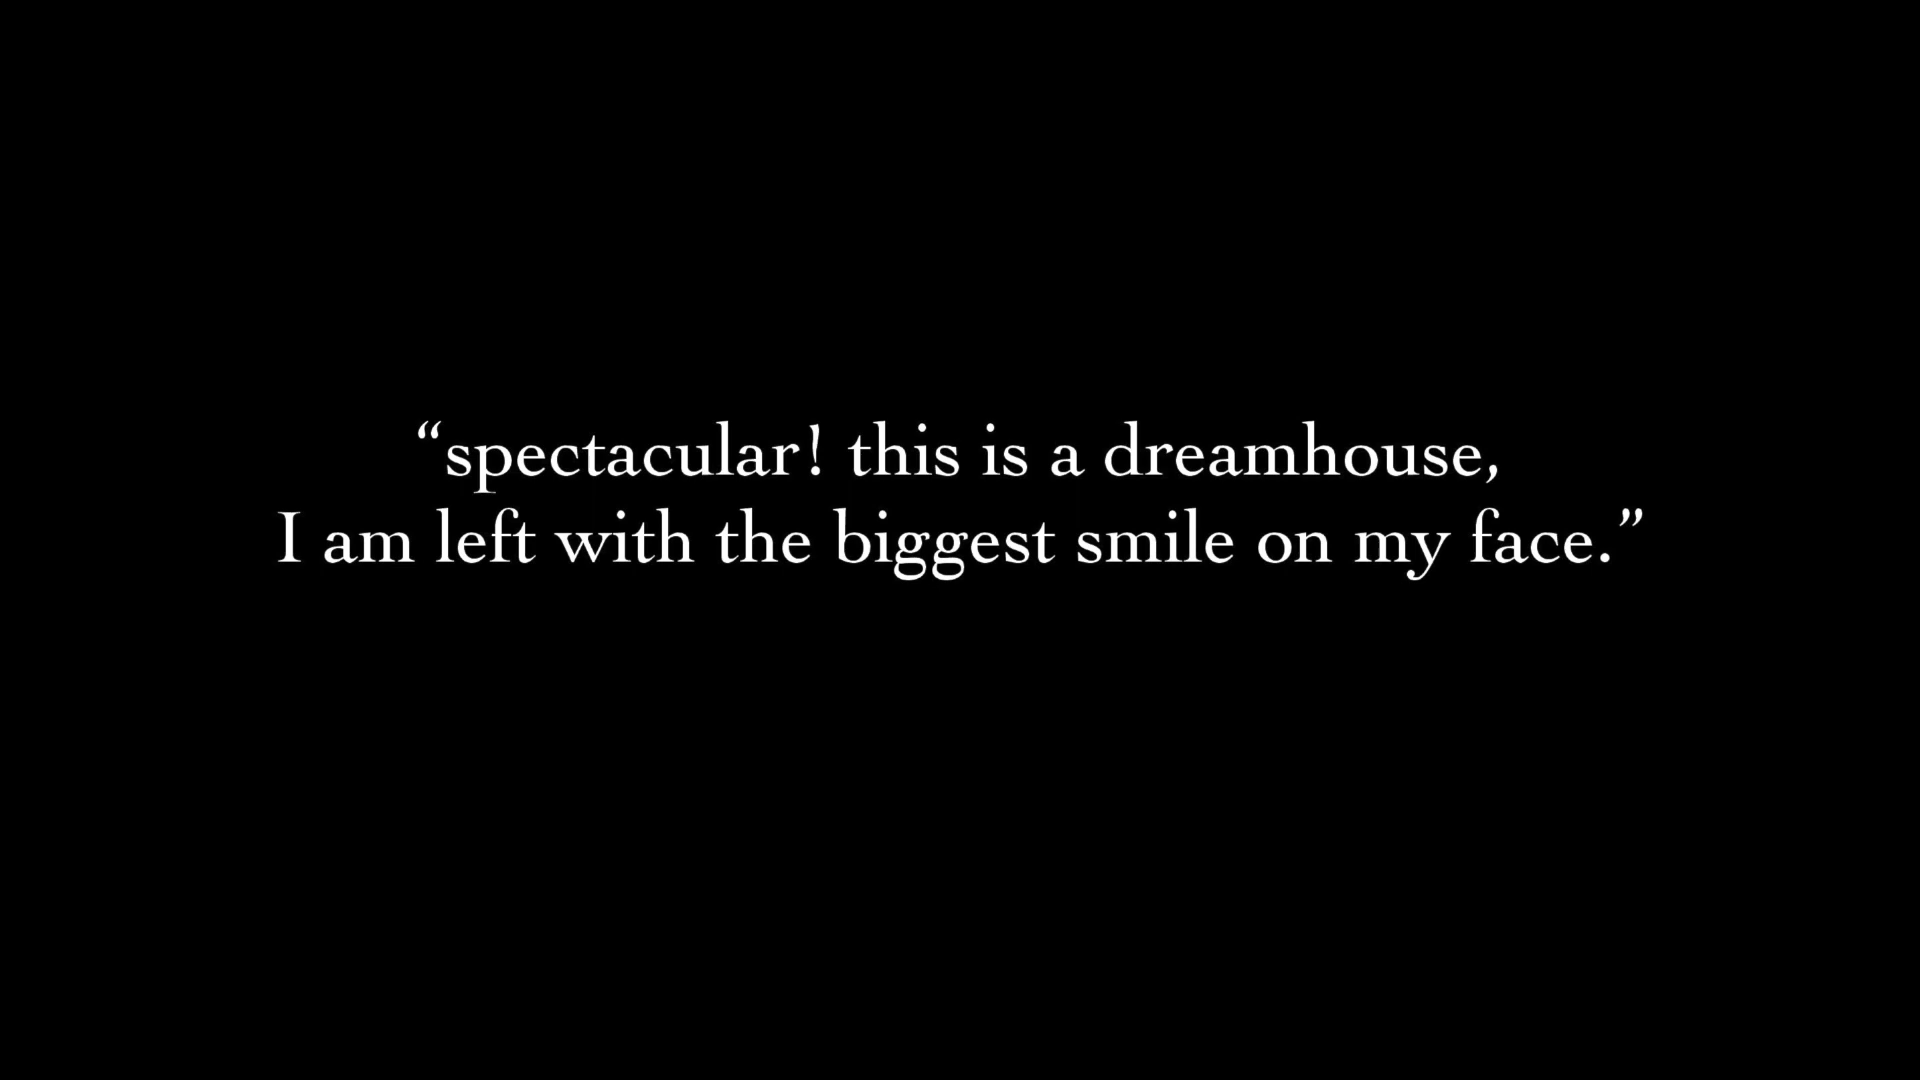 “spectacular! this is a dreamhouse,
I am left with the biggest smile on my face.”